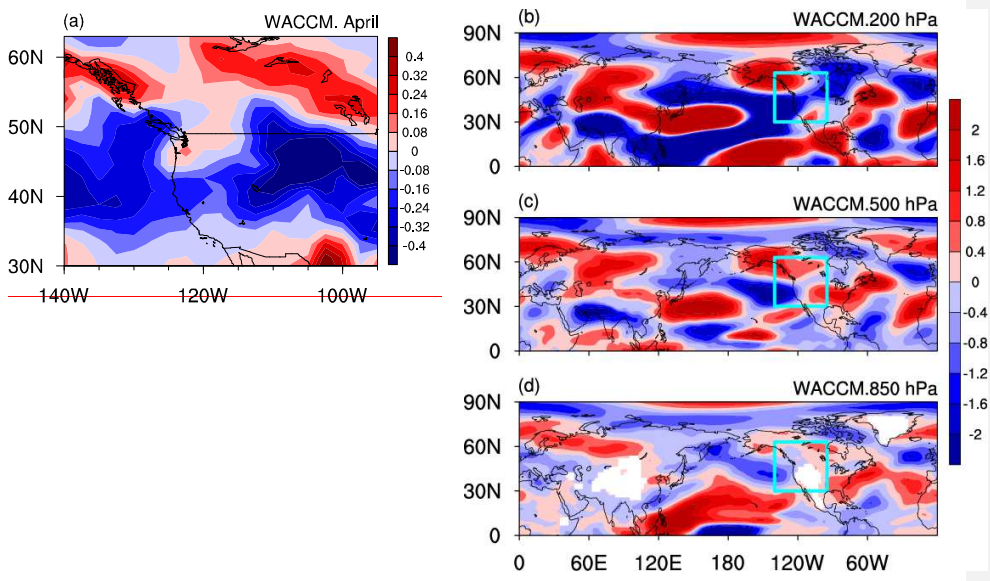 (a) WACCM. April
60N
50N
40N
30N
140W 120W 100W
0.4
0.32
0.24
0.16
0.08
0
-0.08
-0.16
-0.24
-0.32
-0.4
(b) WACCM.200 hPa
90N
60N
30N
0
(c) WACCM.500 hPa
90N
60N
30N
0
(d) WACCM.850 hPa
90N
60N
30N
0
0 60E 120E 180 120W 60W
2
1.6
1.2
0.8
0.4
0
-0.4
-0.8
-1.2
-1.6
-2